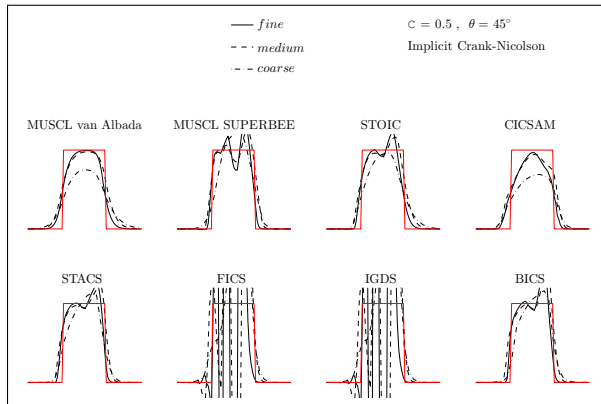 fine
medium
coarse
C = 0.5 , θ = 45°
Implicit Crank-Nicolson
MUSCL van Albada
MUSCL SUPERBEE
STOIC
CICSAM
STACS
FICS
IGDS
BICS